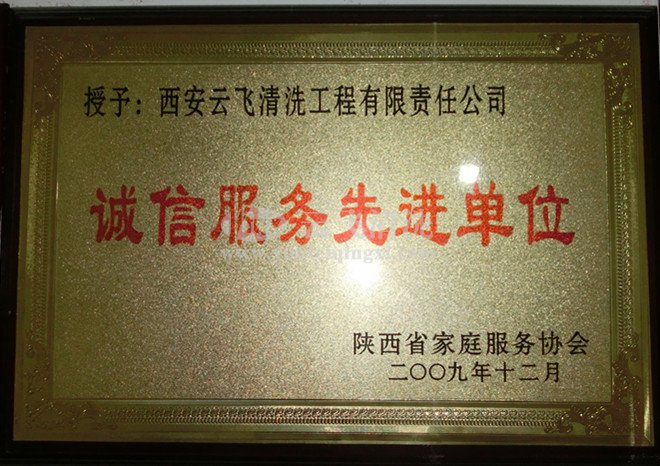 授予：西安云飞清洗工程有限责任公司
诚信服务先进单位
陕西省家庭服务协会
二〇〇九年十二月